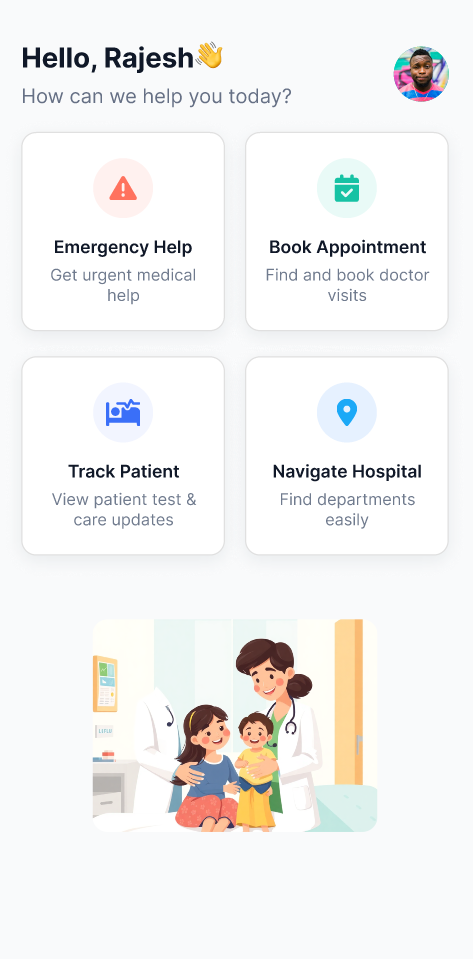 Hello, Rajesh👋
How can we help you today?
Emergency Help
Get urgent medical
help
Book Appointment
Find and book doctor
visits
Track Patient
View patient test &
care updates
Navigate Hospital
Find departments
easily